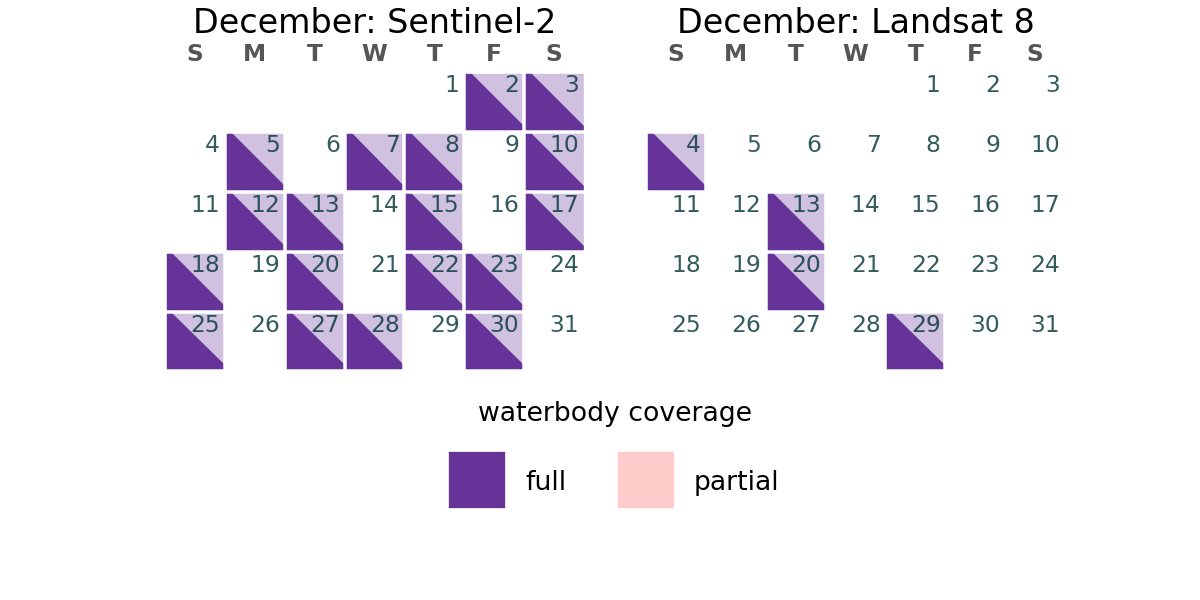 December: Sentinel-2
S M T W T F S
1 2 3
4 5 6 7 8 9 10
11 12 13 14 15 16 17
18 19 20 21 22 23 24
25 26 27 28 29 30 31
December: Landsat 8
S M T W T F S
1 2 3
4 5 6 7 8 9 10
11 12 13 14 15 16 17
18 19 20 21 22 23 24
25 26 27 28 29 30 31
waterbody coverage
full
partial